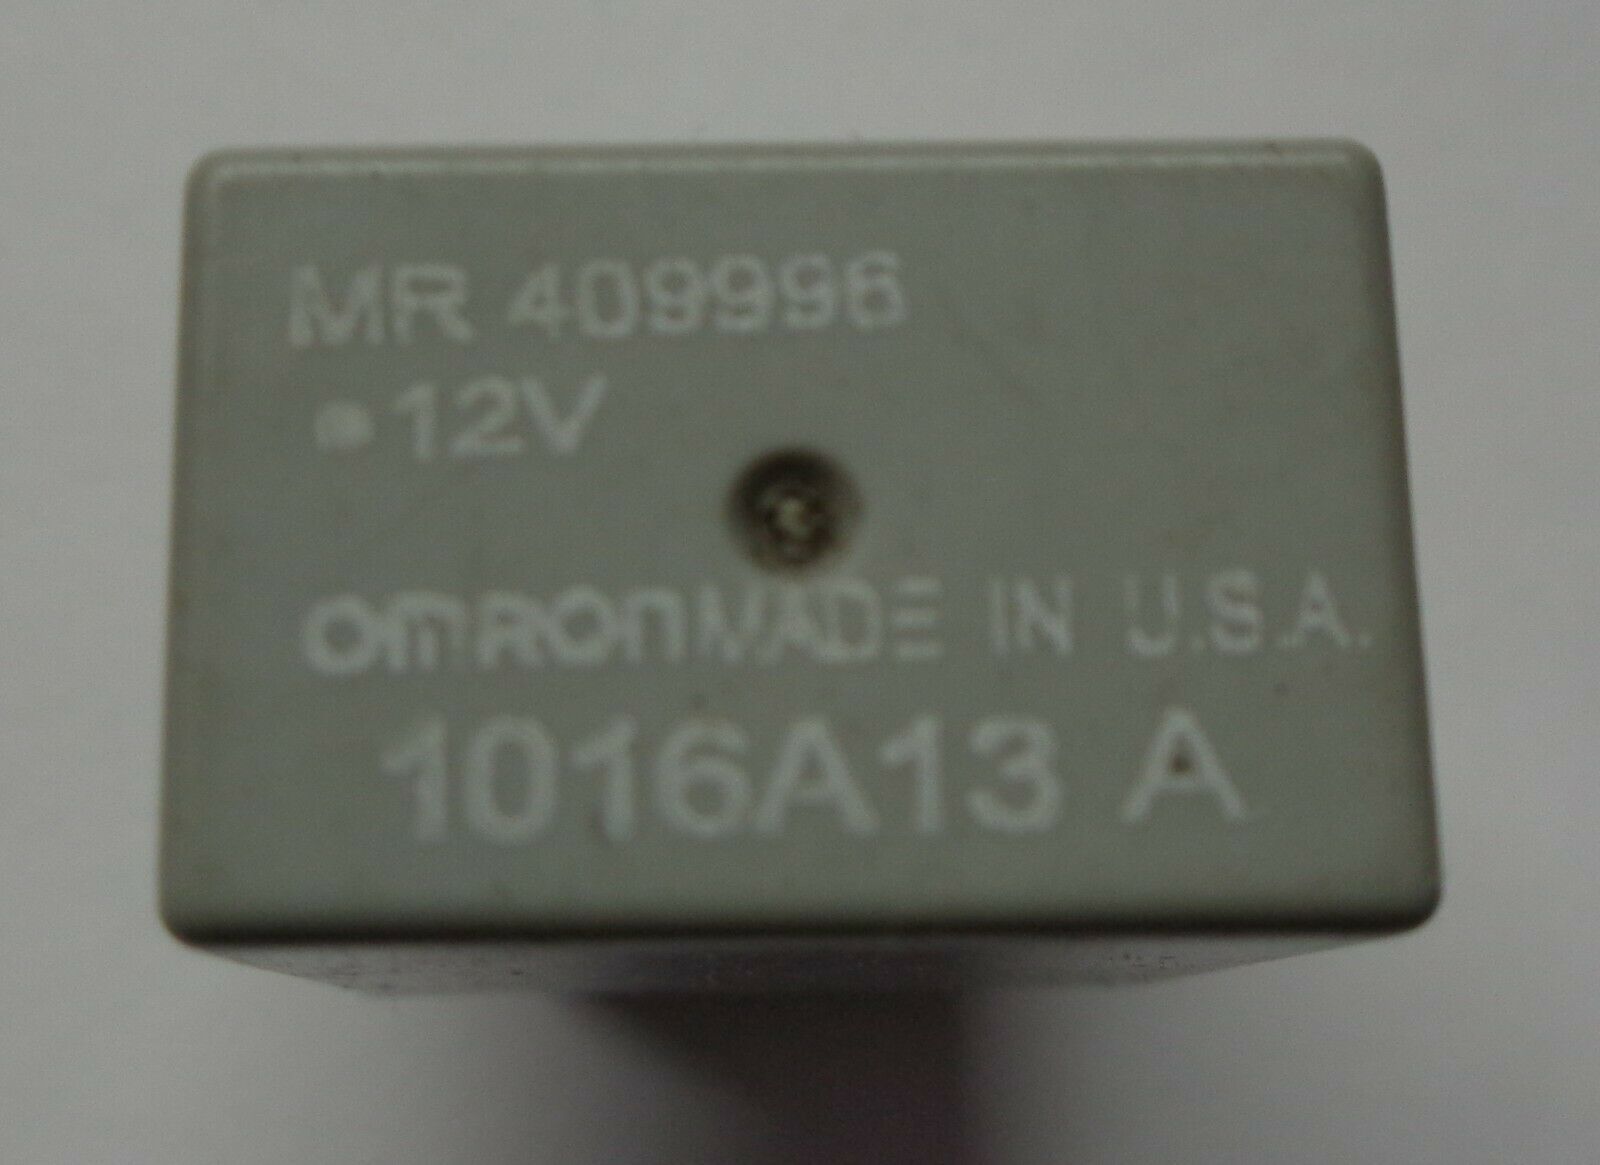 MR 409996
•12V
OMRON MADE IN U.S.A.
1016A13 A